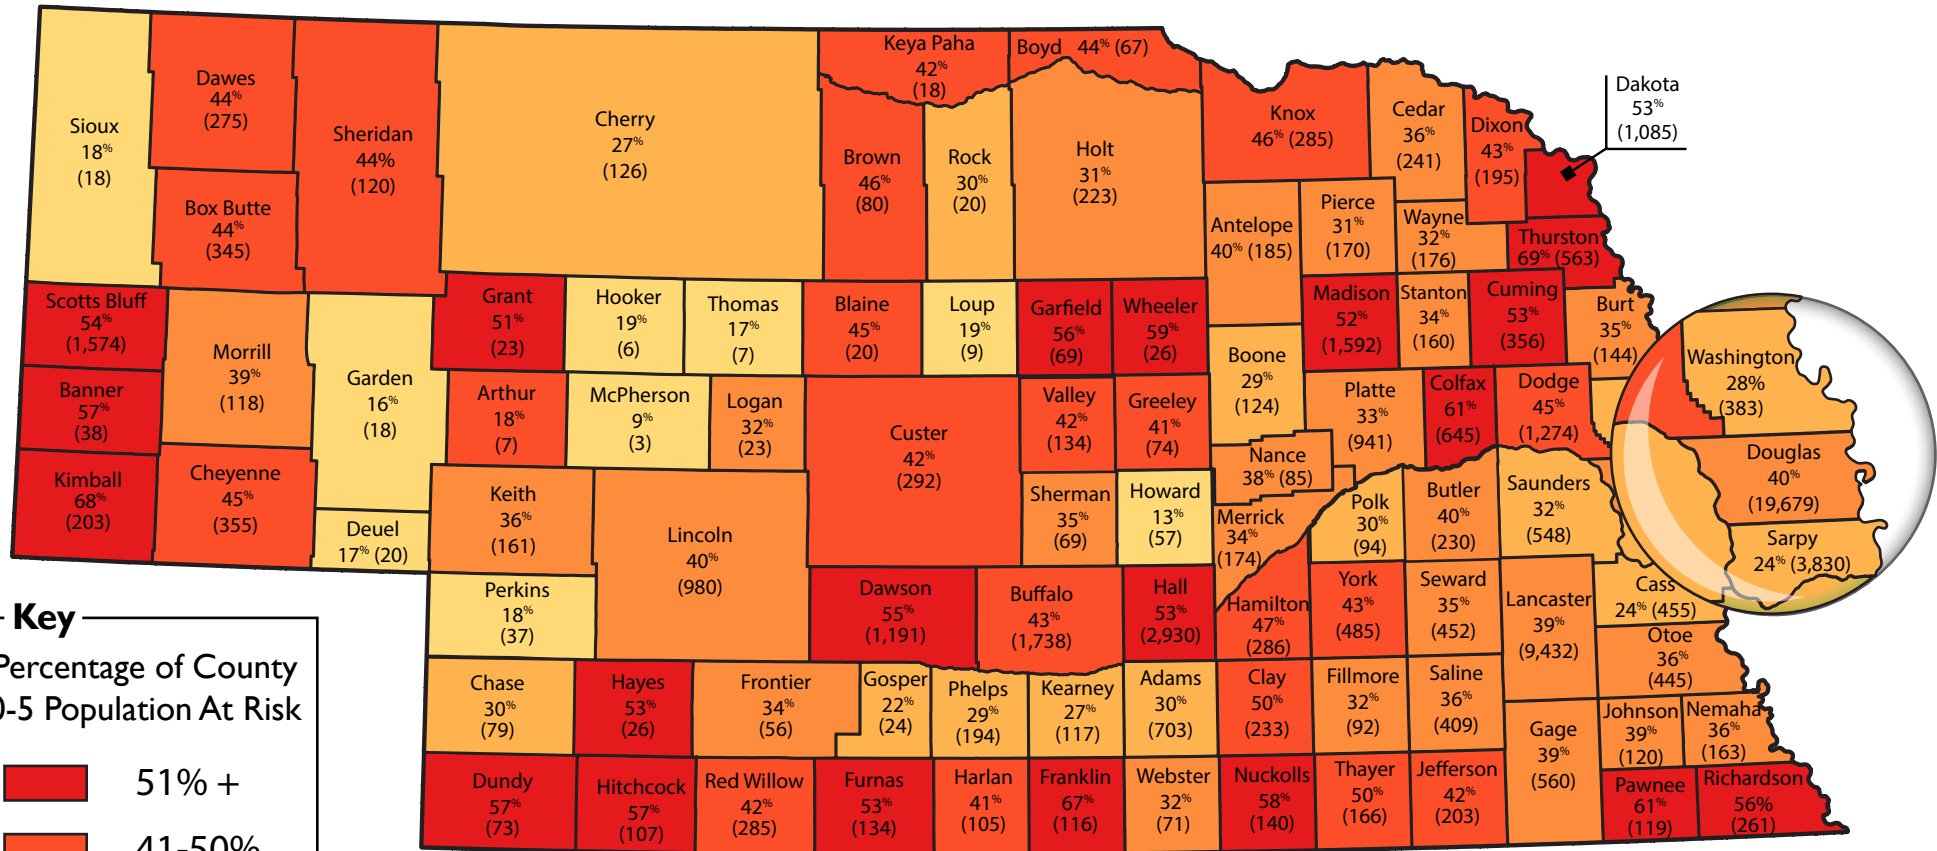 Sioux
18%
(18)
Dawes
44%
(275)
Box Butte
44%
(345)
Sheridan
44%
(120)
Cherry
27%
(126)
Keya Paha
42%
(18)
Boyd 44% (67)
Brown
46%
(80)
Rock
30%
(20)
Holt
31%
(223)
Knox
46% (285)
Cedar
36%
(241)
Dixon
43%
(195)
Dakota
53%
(1,085)
Antelope
40% (185)
Pierce
31%
(170)
Wayne
32%
(176)
Thurston
69% (563)
Scotts Bluff
54%
(1,574)
Banner
57%
(38)
Kimball
68%
(203)
Morrill
39%
(118)
Cheyenne
45%
(355)
Garden
16%
(18)
Deuel
17% (20)
Grant
51%
(23)
Hooker
19%
(6)
Thomas
17%
(7)
Blaine
45%
(20)
Loup
19%
(9)
Garfield
56%
(69)
Wheeler
59%
(26)
Boone
29%
(124)
Madison
52%
(1,592)
Stanton
34%
(160)
Cuming
53%
(356)
Burt
35%
(144)
Washington
28%
(383)
Douglas
40%
(19,679)
Sarpy
24% (3,830)
Arthur
18%
(7)
McPherson
9%
(3)
Logan
32%
(23)
Custer
42%
(292)
Valley
42%
(134)
Greeley
41%
(74)
Platte
33%
(941)
Colfax
61%
(645)
Dodge
45%
(1,274)
Nance
38% (85)
Keith
36%
(161)
Lincoln
40%
(980)
Sherman
35%
(69)
Howard
13%
(57)
Merrick
34%
(174)
Polk
30%
(94)
Butler
40%
(230)
Saunders
32%
(548)
Perkins
18%
(37)
Dawson
55%
(1,191)
Buffalo
43%
(1,738)
Hall
53%
(2,930)
Hamilton
47%
(286)
York
43%
(485)
Seward
35%
(452)
Lancaster
39%
(9,432)
Cass
24% (455)
Otoe
36%
(445)
Chase
30%
(79)
Hayes
53%
(26)
Frontier
34%
(56)
Gosper
22%
(24)
Phelps
29%
(194)
Kearney
27%
(117)
Adams
30%
(703)
Clay
50%
(233)
Fillmore
32%
(92)
Saline
36%
(409)
Gage
39%
(560)
Johnson
39%
(120)
Nemaha
36%
(163)
Dundy
57%
(73)
Hitchcock
57%
(107)
Red Willow
42%
(285)
Furnas
53%
(134)
Harlan
41%
(105)
Franklin
67%
(116)
Webster
32%
(71)
Nuckolls
58%
(140)
Thayer
50%
(166)
Jefferson
42%
(203)
Pawnee
61%
(119)
Richardson
56%
(261)
Key
Percentage of County
0-5 Population At Risk
51% +
41-50%